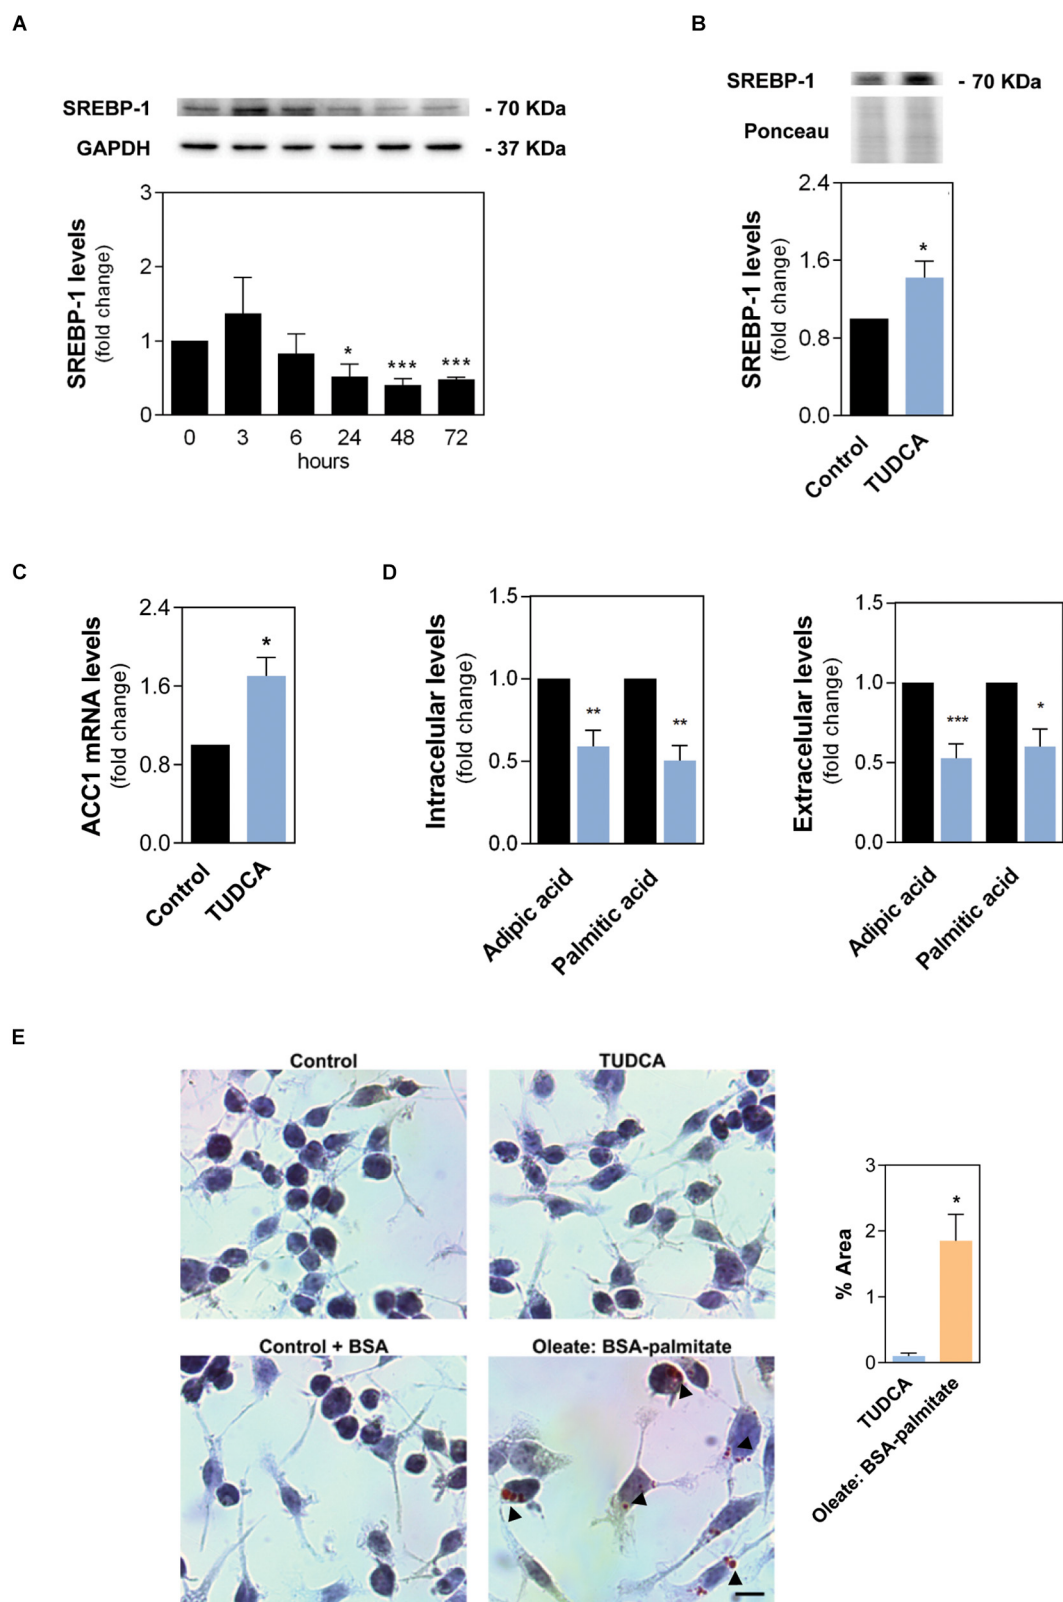 A
SREBP-1
- 70 KDa
GAPDH
- 37 KDa
SREBP-1 levels
(fold change)
3
2
1
0
*
***
***
0 3 6 24 48 72
hours
B
SREBP-1
- 70 KDa
Ponceau
SREBP-1 levels
(fold change)
2.4
1.6
0.8
0.0
*
Control
TUDCA
C
ACC1 mRNA levels
(fold change)
2.4
1.6
0.8
0.0
*
Control
TUDCA
D
Intracelular levels
(fold change)
1.5
1.0
0.5
0.0
**
**
Adipic acid
Palmitic acid
Extracelular levels
(fold change)
1.5
1.0
0.5
0.0
***
*
Adipic acid
Palmitic acid
E
Control
TUDCA
Control + BSA
Oleate: BSA-palmitate
% Area
3
2
1
0
*
TUDCA
Oleate: BSA-palmitate